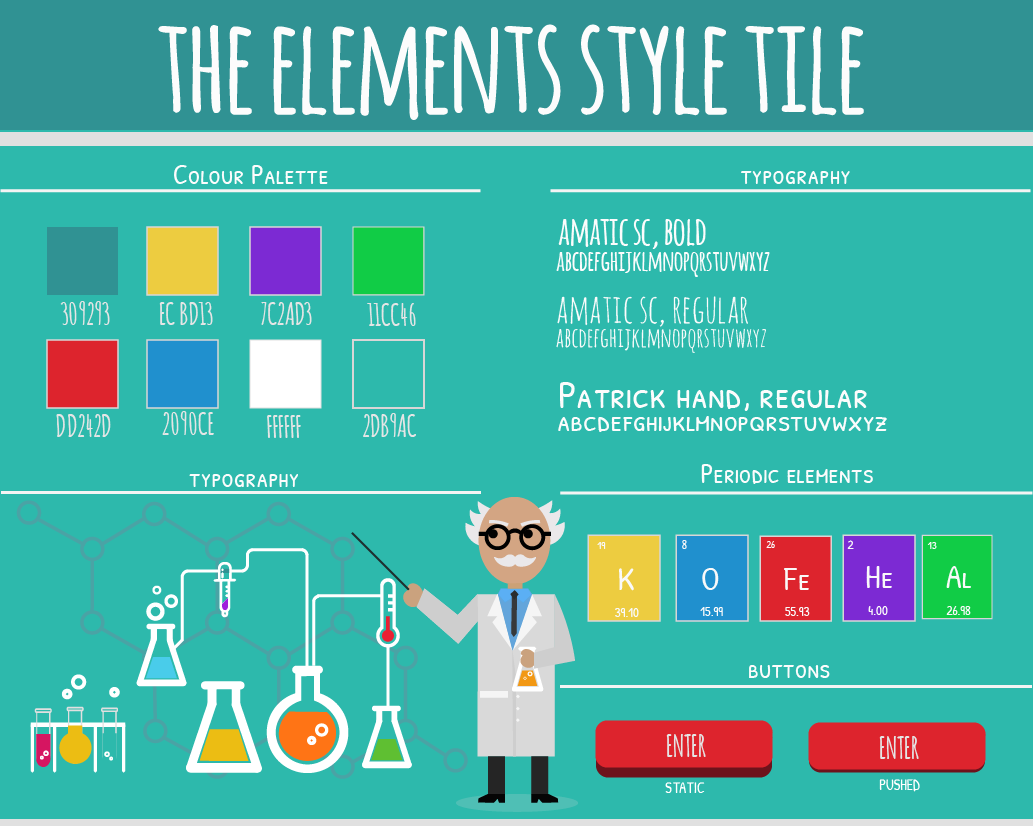 THE ELEMENTS STYLE TILE
COLOUR PALETTE
309293 EC BD13 7C2AD3 11CC46
DD242D 2090CE FFFFFF 2DB9AC
TYPOGRAPHY
AMATIC SC, BOLD
ABCDEFGHIJKLMNOPQRSTUVWXYZ
AMATIC SC, REGULAR
ABCDEFGHIJKLMNOPQRSTUVWXYZ
PATRICK HAND, REGULAR
ABCDEFGHIJKLMNOPQRSTUVWXYZ
TYPOGRAPHY
PERIODIC ELEMENTS
19
K
39.10
8
O
15.99
26
FE
55.93
2
HE
4.00
13
AL
26.98
BUTTONS
ENTER
STATIC
ENTER
PUSHED